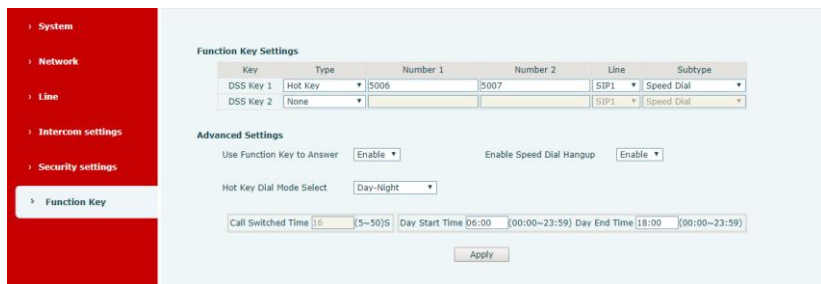 › System
› Network
› Line
› Intercom settings
› Security settings
› Function Key
Function Key Settings
Key Type Number 1 Number 2 Line Subtype
DSS Key 1 Hot Key 5006 5007 SIP1 Speed Dial
DSS Key 2 None SIP1 Speed Dial
Advanced Settings
Use Function Key to Answer Enable Enable Speed Dial Hangup Enable
Hot Key Dial Mode Select Day-Night
Call Switched Time 16 (5~50)S Day Start Time 06:00 (00:00~23:59) Day End Time 18:00 (00:00~23:59)
Apply